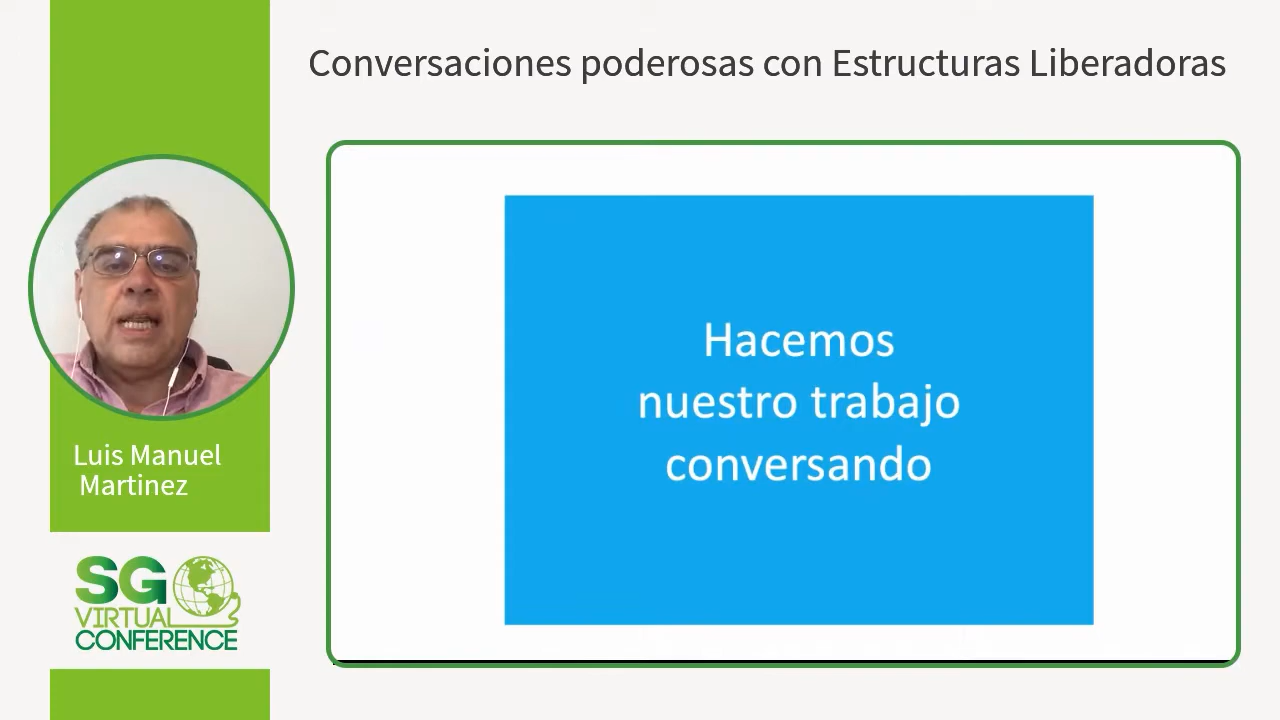 Conversaciones poderosas con Estructuras Liberadoras
Hacemos
nuestro trabajo
conversando
Luis Manuel
Martinez
SG
VIRTUAL
CONFERENCE